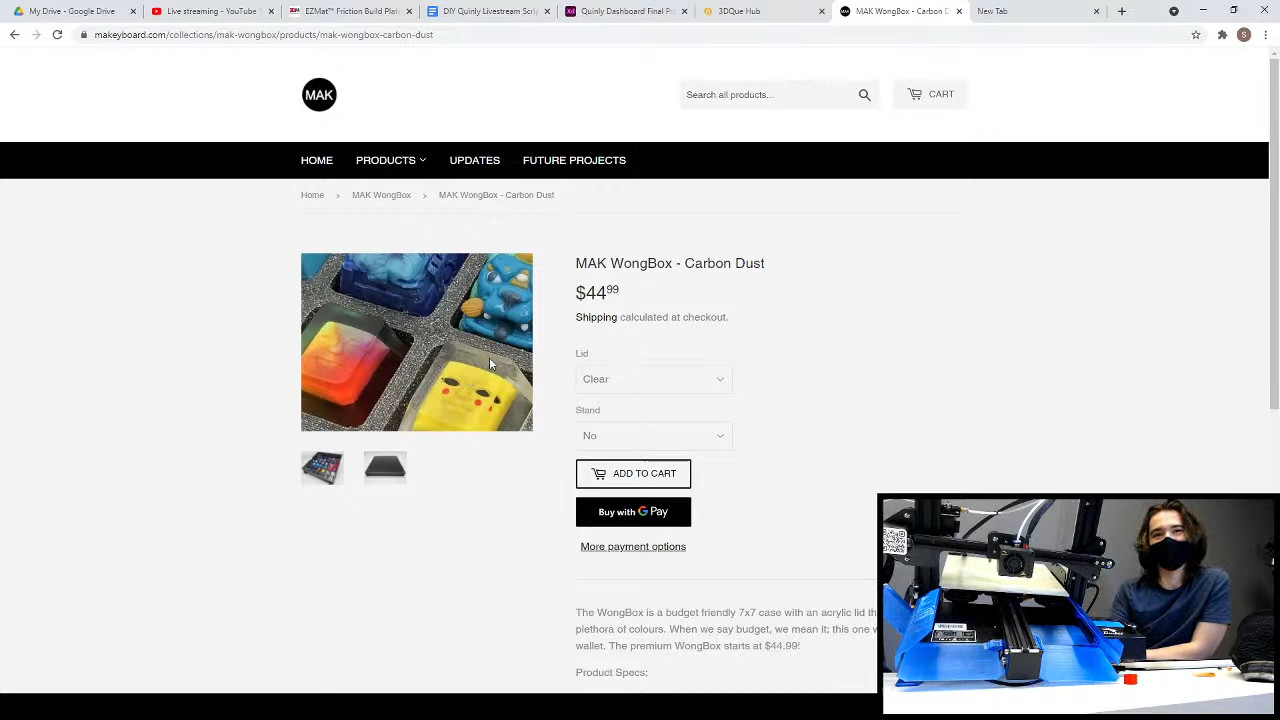 My Drive - Google Drive
Live streaming - YouTube S
EZMat™ Friction Build Plate
DIY Quinly Livestream Scrip
Quinly Dashboard Final Pr
3DQue Hub
MAK WongBox - Carbon D
New Tab
makeyboard.com/collections/mak-wongbox/products/mak-wongbox-carbon-dust
S
MAK
Search all products...
CART
HOME
PRODUCTS
UPDATES
FUTURE PROJECTS
Home › MAK WongBox › MAK WongBox - Carbon Dust
MAK WongBox - Carbon Dust
$44 99
Shipping calculated at checkout.
Lid
Clear
Stand
No
ADD TO CART
Buy with G Pay
More payment options
The WongBox is a budget friendly 7x7 case with an acrylic lid th
plethora of colours. When we say budget, we mean it; this one w
wallet. The premium WongBox starts at $44.99!
Product Specs: